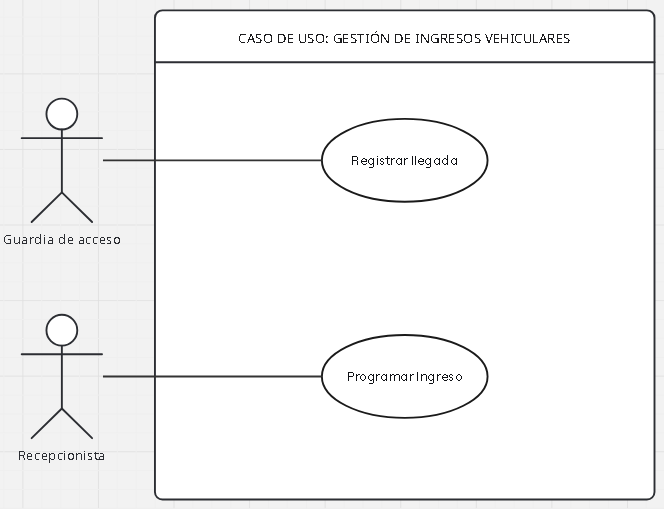 CASO DE USO: GESTIÓN DE INGRESOS VEHICULARES
Registrar llegada
Guardia de acceso
Programar Ingreso
Recepcionista